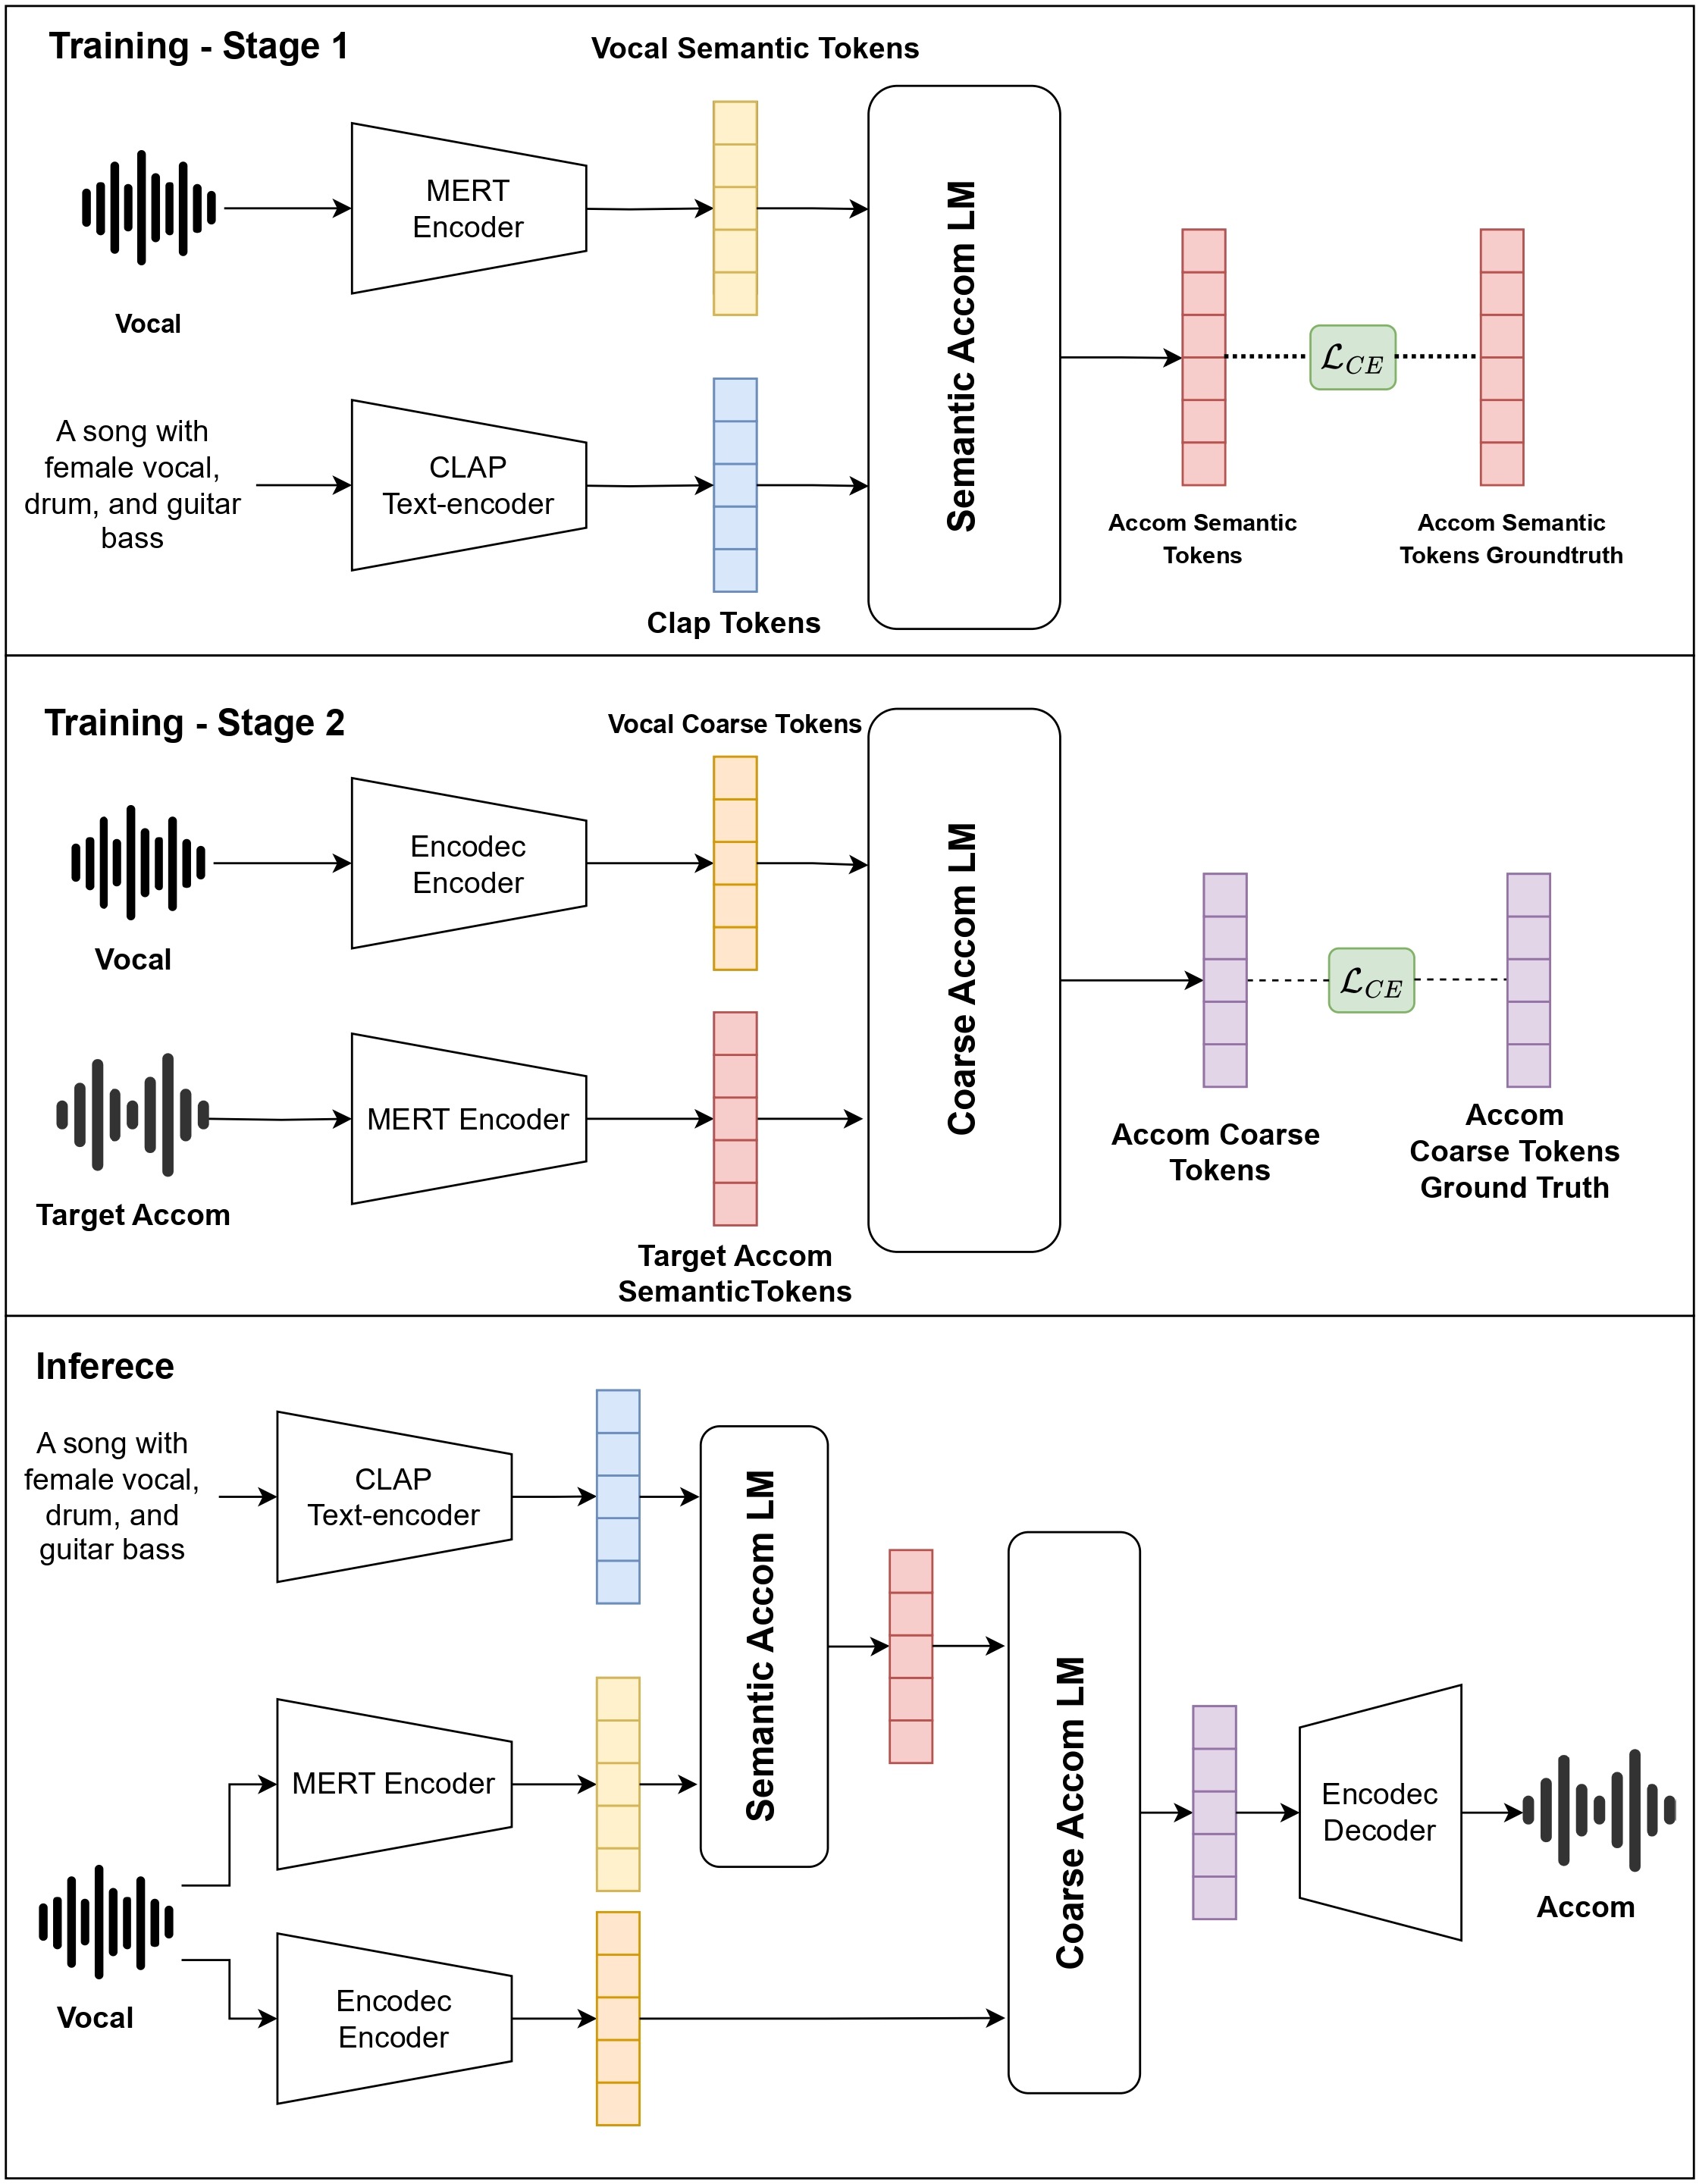 Training - Stage 1
Vocal Semantic Tokens
MERT
Encoder
Vocal
A song with
female vocal,
drum, and guitar
bass
CLAP
Text-encoder
Clap Tokens
Semantic Accom LM
Accom Semantic
Tokens
ℒCE
Accom Semantic
Tokens Groundtruth
Training - Stage 2
Vocal Coarse Tokens
Encodec
Encoder
Vocal
MERT Encoder
Target Accom
Target Accom
SemanticTokens
Coarse Accom LM
Accom Coarse
Tokens
ℒCE
Accom
Coarse Tokens
Ground Truth
Inferece
A song with
female vocal,
drum, and
guitar bass
CLAP
Text-encoder
Semantic Accom LM
MERT Encoder
Vocal
Encodec
Encoder
Coarse Accom LM
Encodec
Decoder
Accom